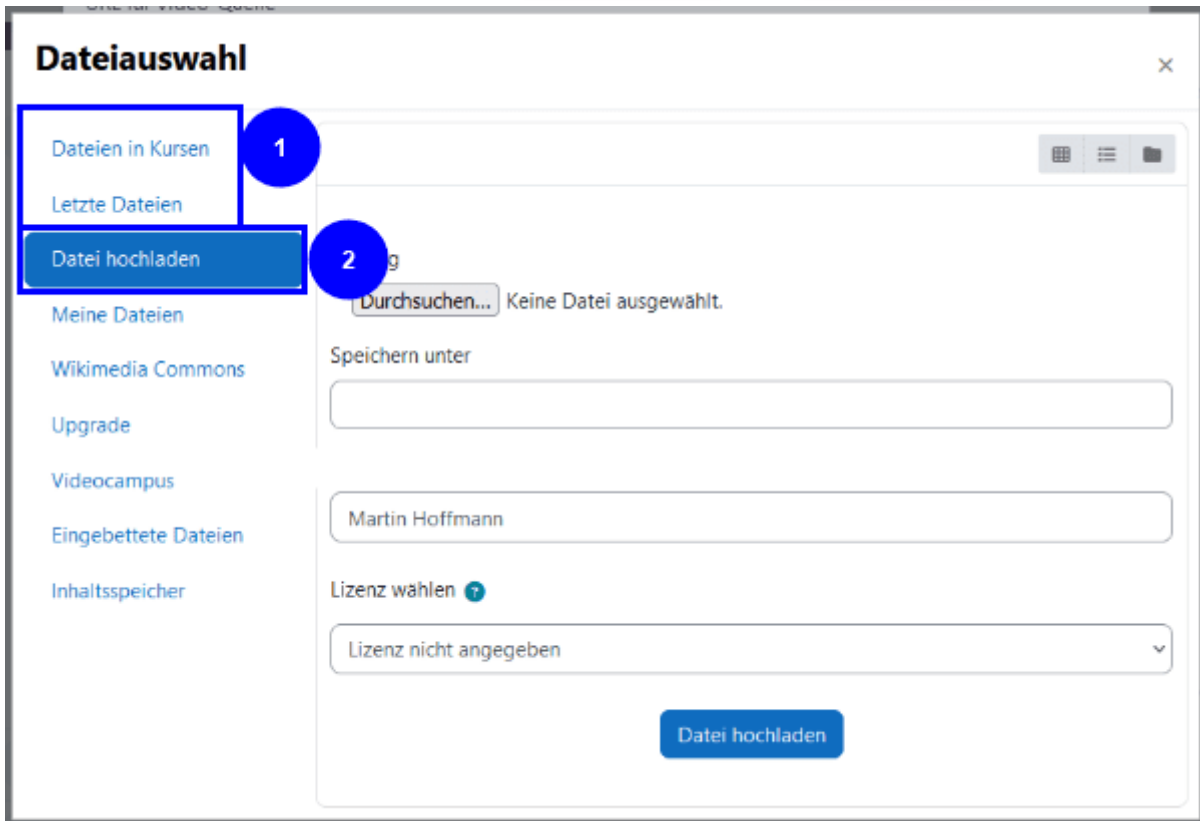 Dateiauswahl
×
Dateien in Kursen
1
Letzte Dateien
Datei hochladen
2
Meine Dateien
Wikimedia Commons
Upgrade
Videocampus
Eingebettete Dateien
Inhaltsspeicher
Durchsuchen... Keine Datei ausgewählt.
Speichern unter
Martin Hoffmann
Lizenz wählen ?
Lizenz nicht angegeben
Datei hochladen